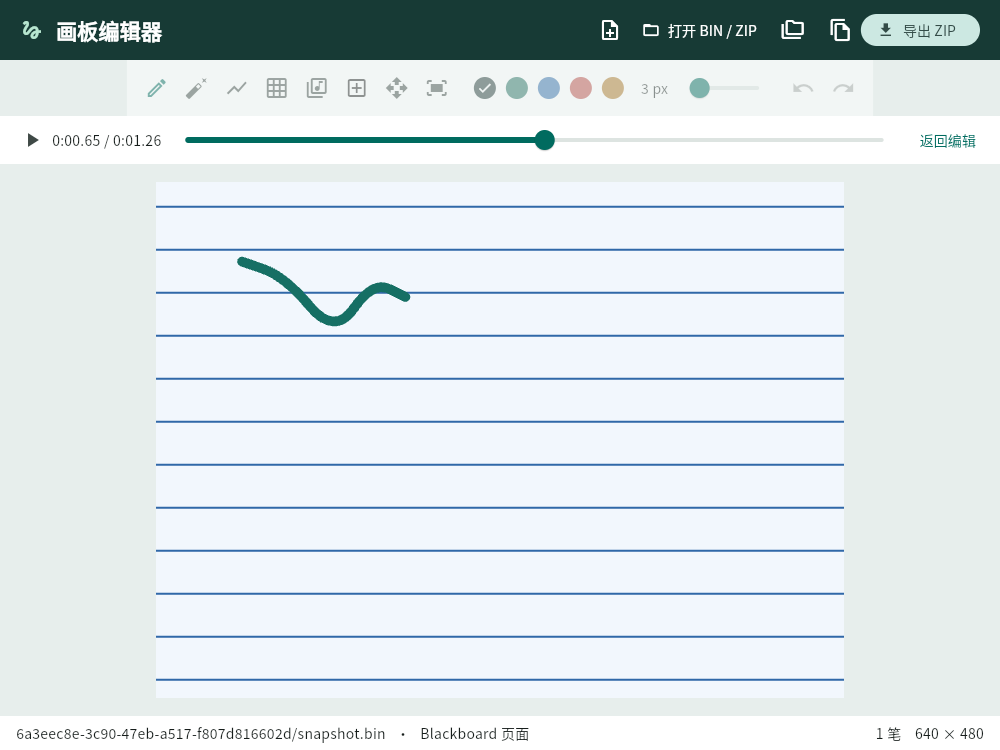 画板编辑器
打开 BIN / ZIP
导出 ZIP
3 px
0:00.65 / 0:01.26
返回编辑
6a3eec8e-3c90-47eb-a517-f807d816602d/snapshot.bin • Blackboard 页面
1 笔 640 × 480